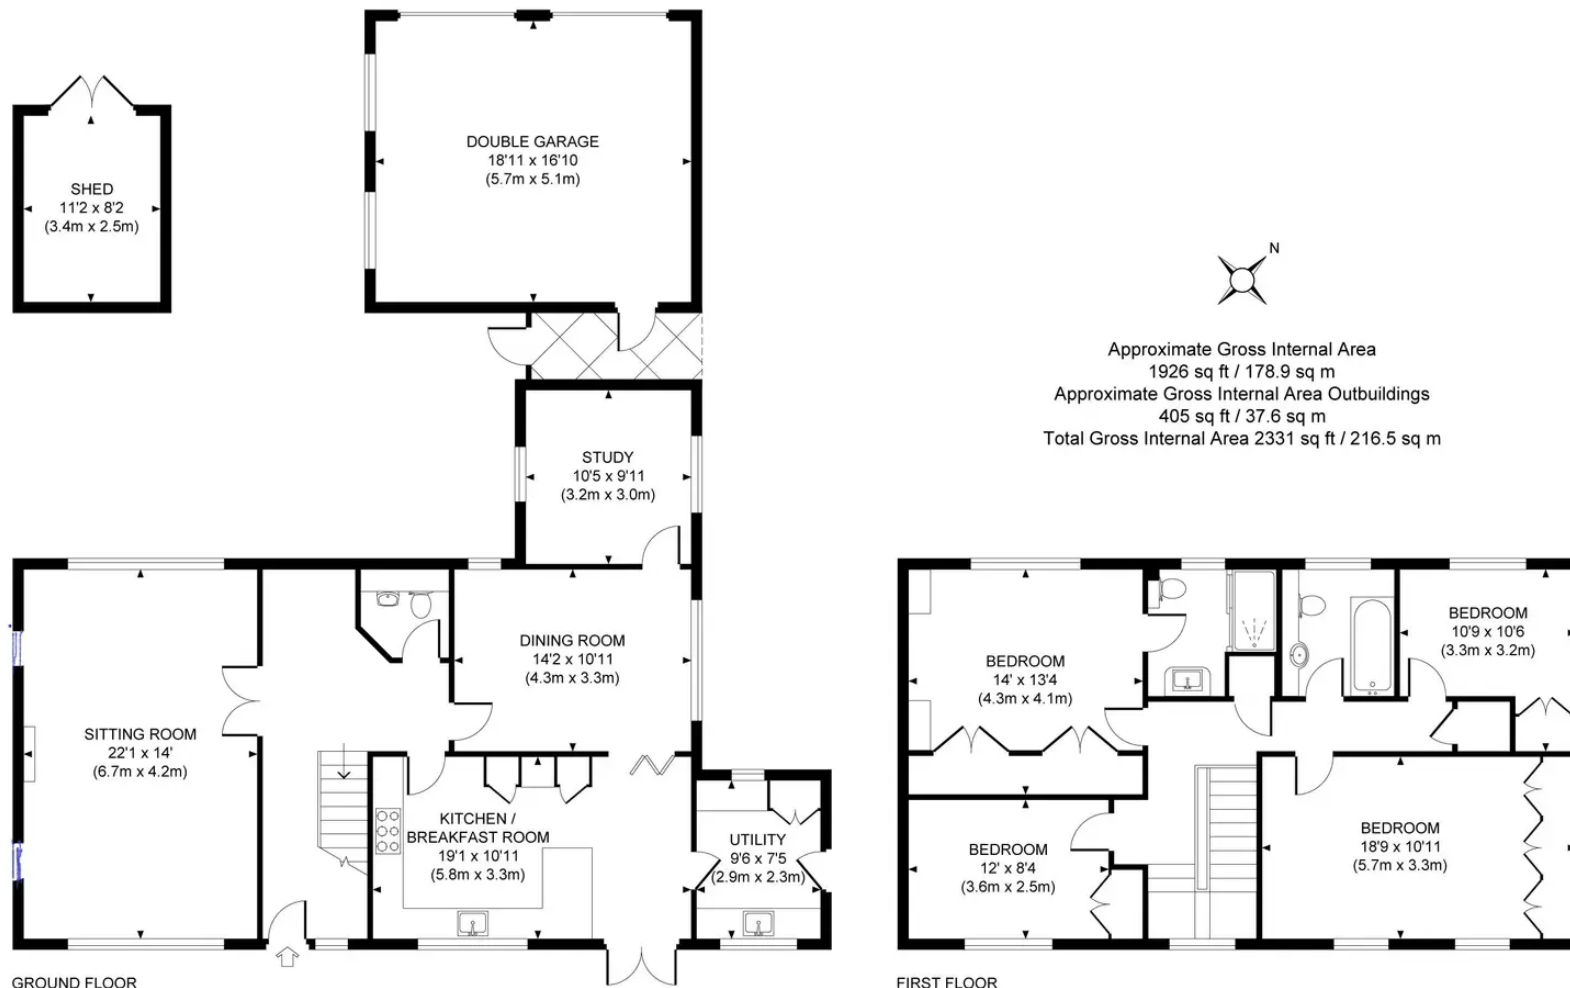 DOUBLE GARAGE
18'11 x 16'10
(5.7m x 5.1m)
SHED
11'2 x 8'2
(3.4m x 2.5m)
N
Approximate Gross Internal Area
1926 sq ft / 178.9 sq m
Approximate Gross Internal Area Outbuildings
405 sq ft / 37.6 sq m
Total Gross Internal Area 2331 sq ft / 216.5 sq m
STUDY
10'5 x 9'11
(3.2m x 3.0m)
DINING ROOM
14'2 x 10'11
(4.3m x 3.3m)
SITTING ROOM
22'1 x 14'
(6.7m x 4.2m)
KITCHEN /
BREAKFAST ROOM
19'1 x 10'11
(5.8m x 3.3m)
UTILITY
9'6 x 7'5
(2.9m x 2.3m)
GROUND FLOOR
BEDROOM
14' x 13'4
(4.3m x 4.1m)
BEDROOM
10'9 x 10'6
(3.3m x 3.2m)
BEDROOM
12' x 8'4
(3.6m x 2.5m)
BEDROOM
18'9 x 10'11
(5.7m x 3.3m)
FIRST FLOOR